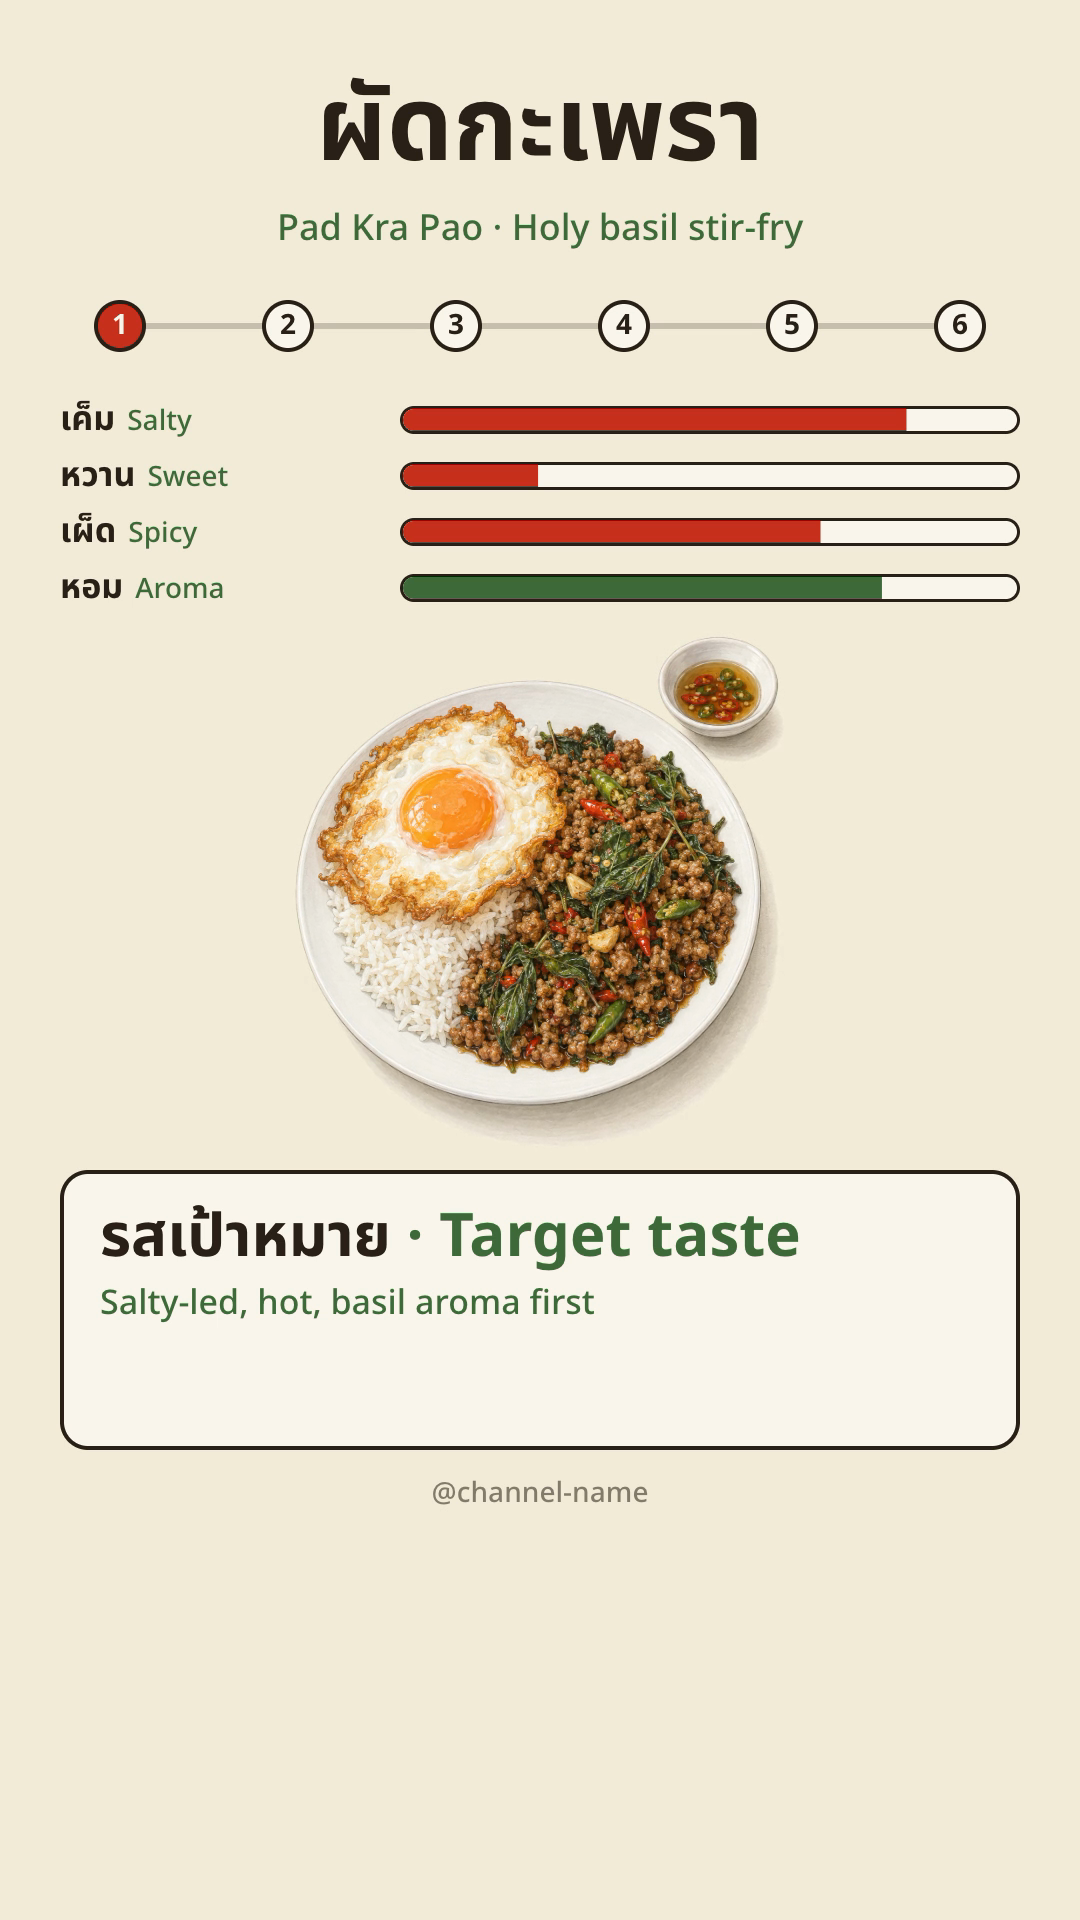 ผัดกะเพรา
Pad Kra Pao · Holy basil stir-fry
1 2 3 4 5 6
เค็ม Salty
หวาน Sweet
เผ็ด Spicy
หอม Aroma
รสเป้าหมาย · Target taste
Salty-led, hot, basil aroma first
@channel-name